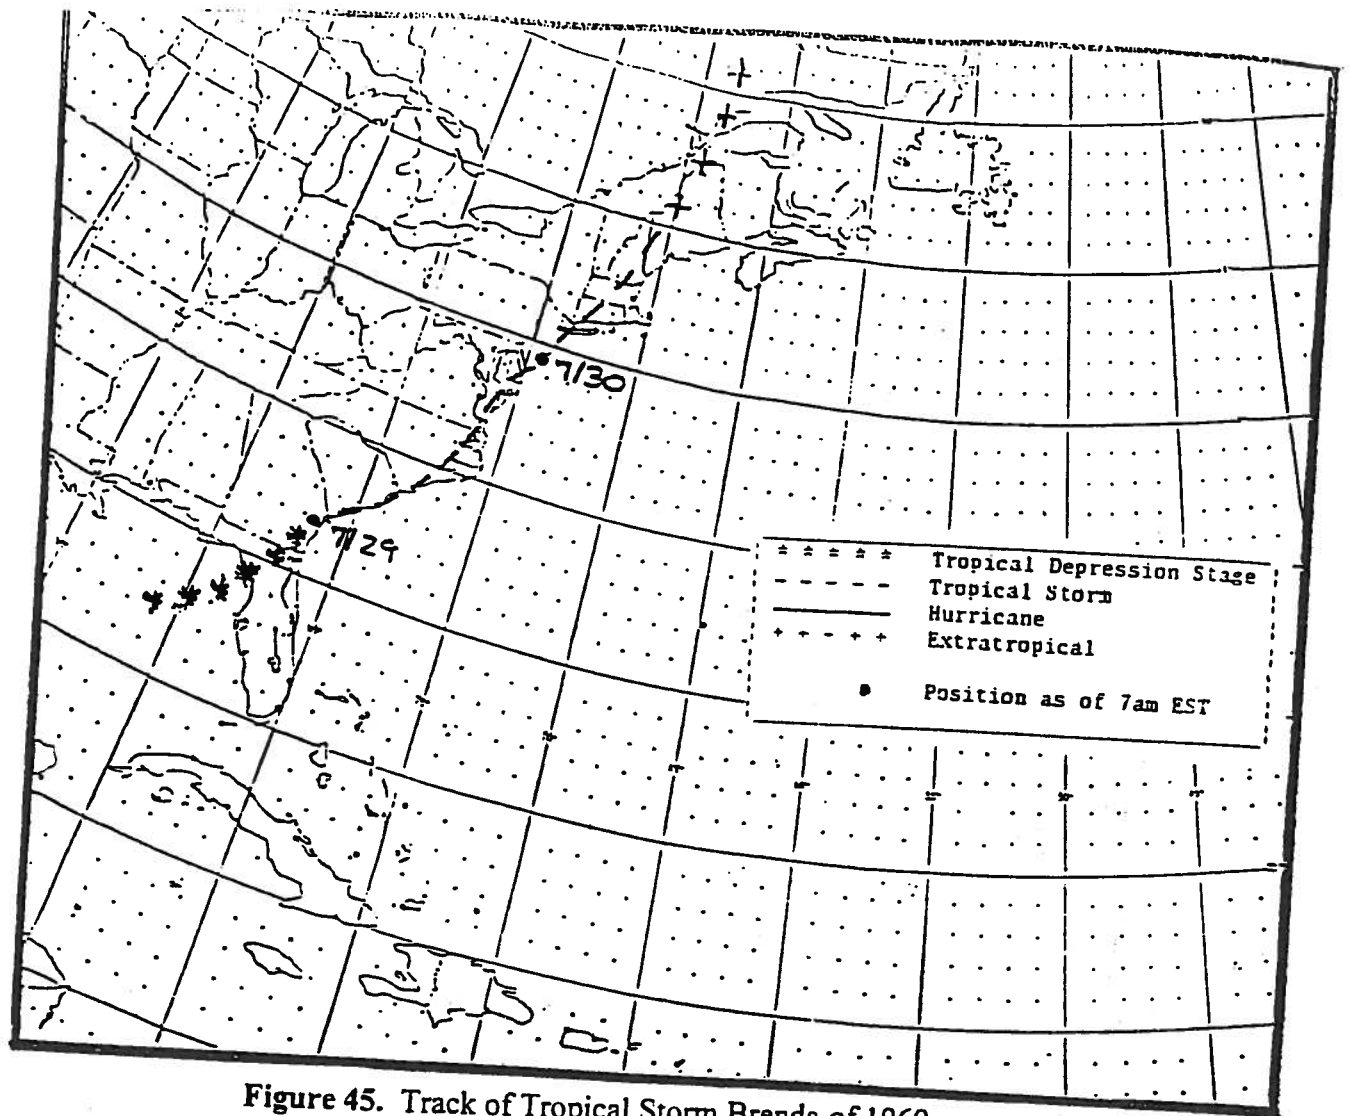 7/30
7/29
Tropical Depression Stage
Tropical Storm
Hurricane
Extratropical
Position as of 7am EST
Figure 45. Track of Tropical Storm Brenda of 1960